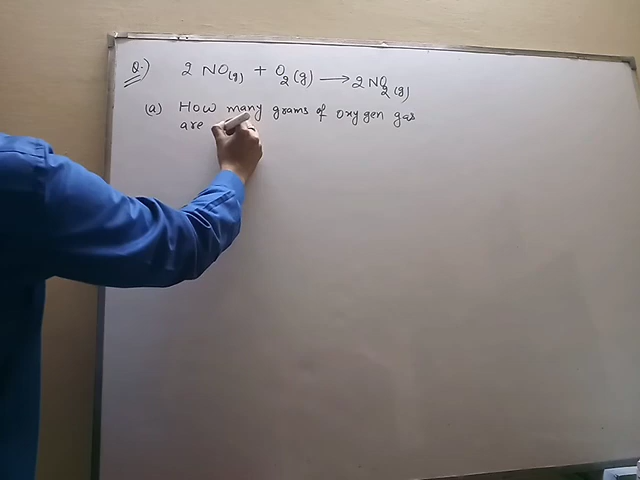 Q.) 2 NO(g) + O2(g) → 2 NO2(g)
(a) How many grams of oxygen gas
are